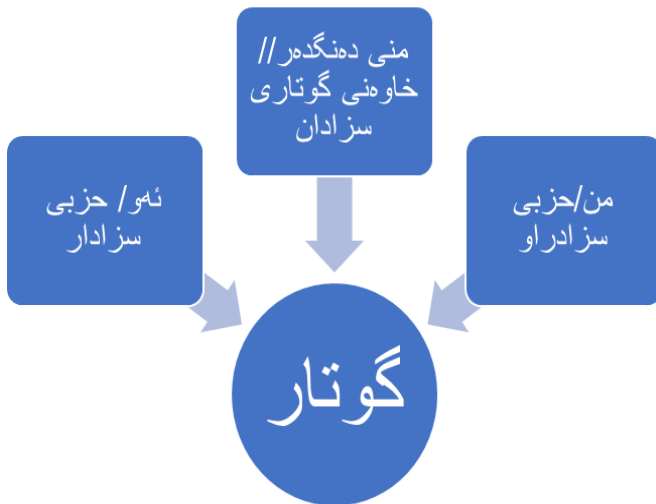 منی دەنگدەر//
خاوەنی گوتاری
سزادان
من/حزبی
سزادراو
ئەو/ حزبی
سزادار
گوتار